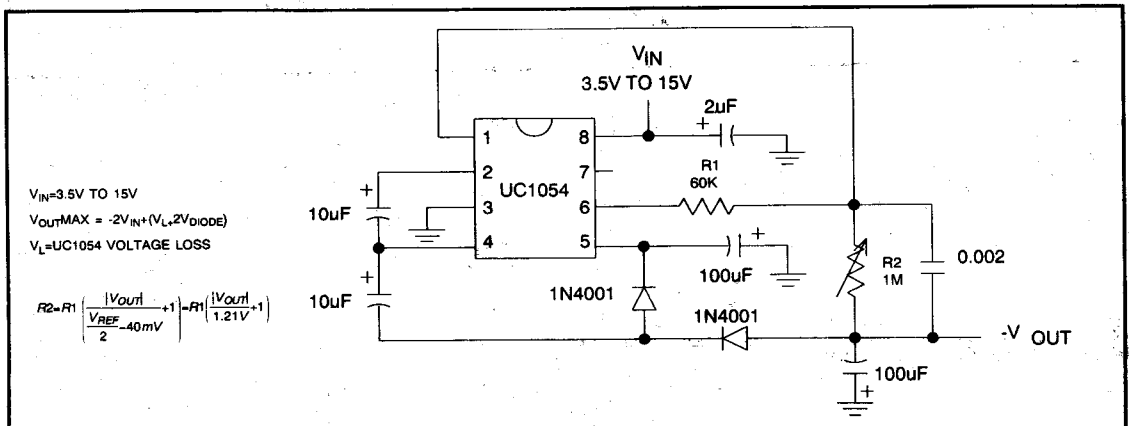 VIN
3.5V TO 15V
2uF
+
1
2
3
4
8
7
6
5
UC1054
R1
60K
+
10uF
+
10uF
+
100uF
1N4001
1N4001
R2
1M
0.002
-V OUT
100uF
+
VIN=3.5V TO 15V
VOUTMAX = -2VIN+(VL+2VDIODE)
VL=UC1054 VOLTAGE LOSS
R2=R1 (|VOUT| / (VREF/2 -40mV) +1)=R1(|VOUT|/1.21V +1)